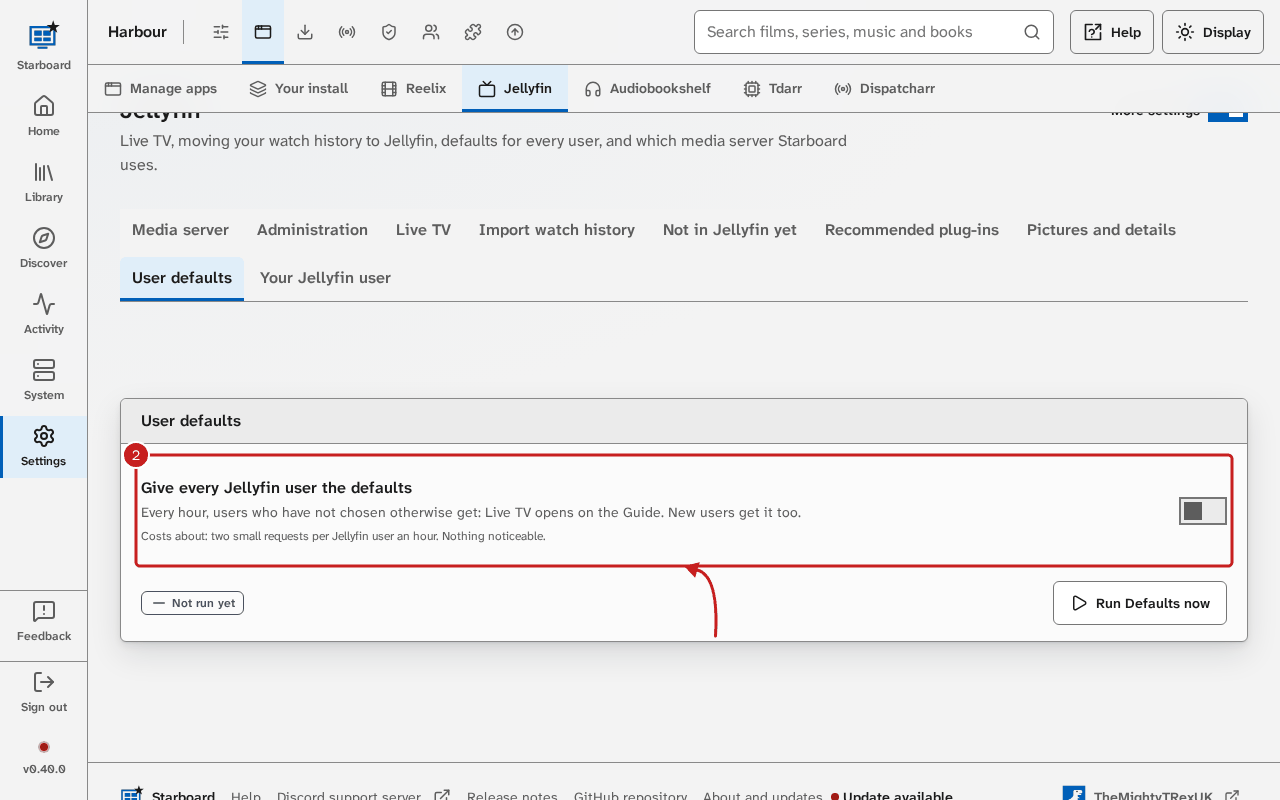 Starboard
Home
Library
Discover
Activity
System
Settings
Feedback
Sign out
v0.40.0
Harbour
Search films, series, music and books
Help
Display
Manage apps
Your install
Reelix
Jellyfin
Audiobookshelf
Tdarr
Dispatcharr
Jellyfin
More settings
Live TV, moving your watch history to Jellyfin, defaults for every user, and which media server Starboard
uses.
Media server
Administration
Live TV
Import watch history
Not in Jellyfin yet
Recommended plug-ins
Pictures and details
User defaults
Your Jellyfin user
User defaults
2
Give every Jellyfin user the defaults
Every hour, users who have not chosen otherwise get: Live TV opens on the Guide. New users get it too.
Costs about: two small requests per Jellyfin user an hour. Nothing noticeable.
Not run yet
Run Defaults now
Starboard
Help
Discord support server
Release notes
GitHub repository
About and updates
Update available
TheMightyTRexUK